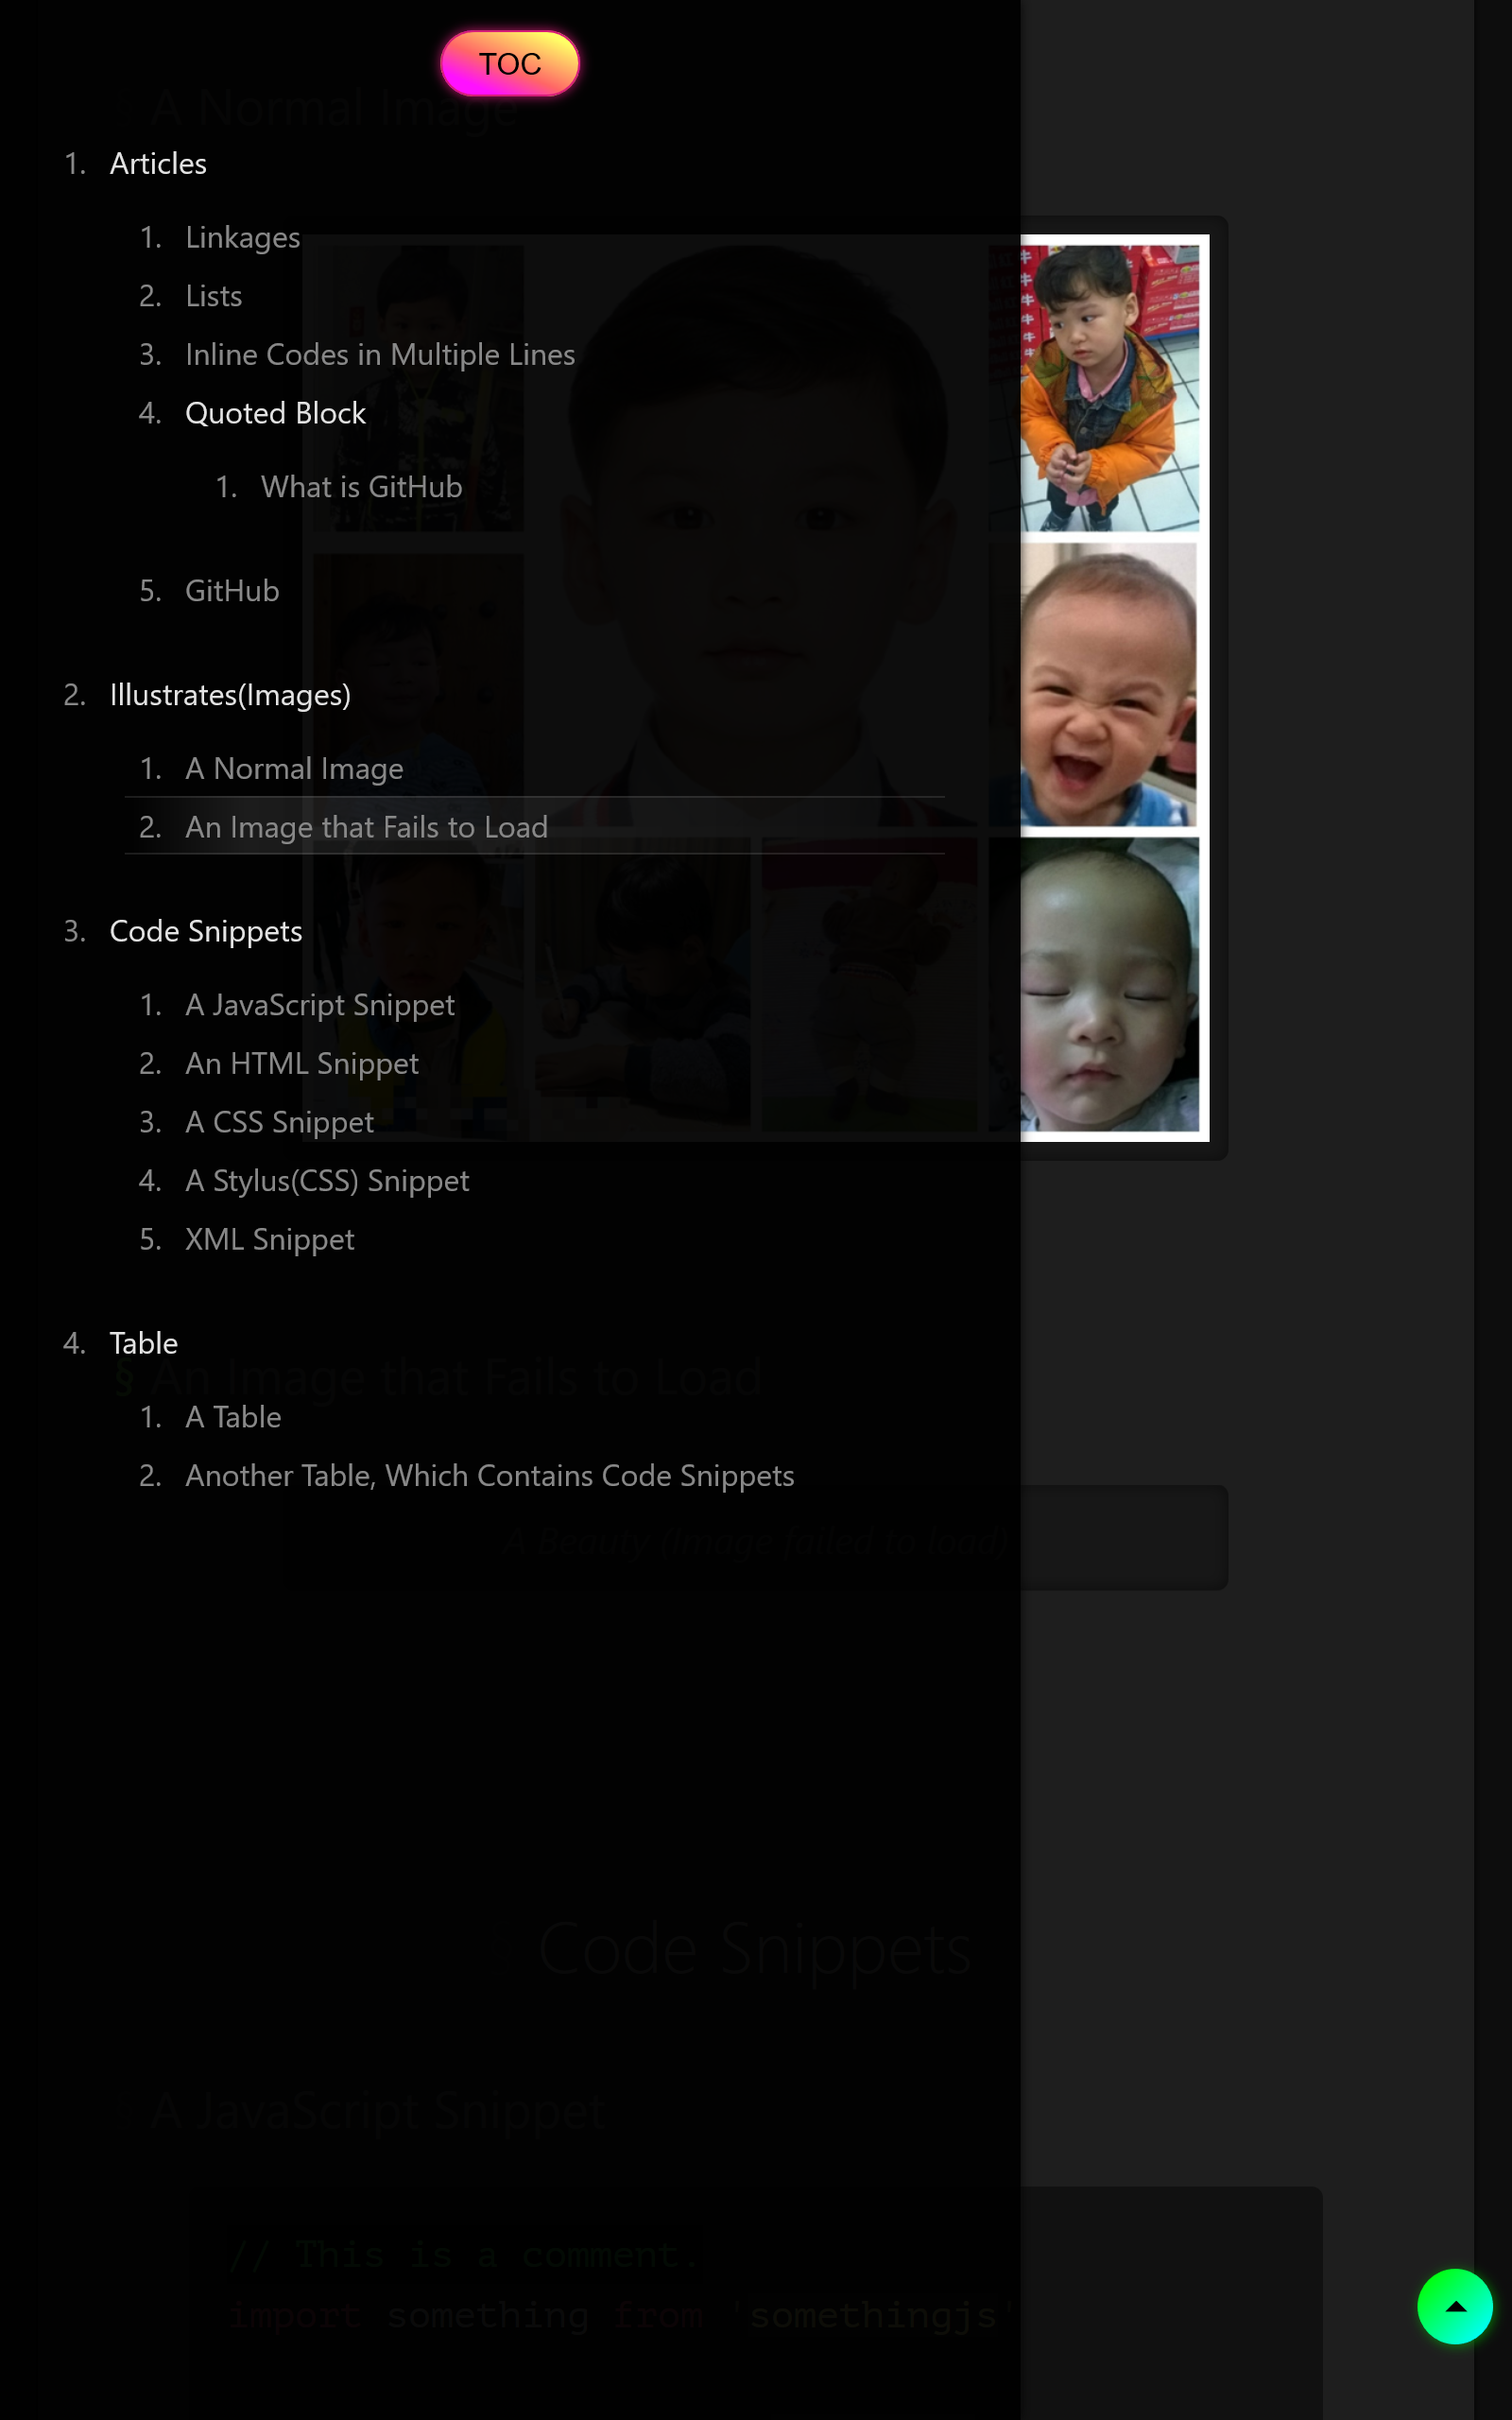 TOC
A Normal Image
1. Articles
1. Linkages
2. Lists
3. Inline Codes in Multiple Lines
4. Quoted Block
1. What is GitHub
5. GitHub
2. Illustrates(Images)
1. A Normal Image
2. An Image that Fails to Load
3. Code Snippets
1. A JavaScript Snippet
2. An HTML Snippet
3. A CSS Snippet
4. A Stylus(CSS) Snippet
5. XML Snippet
4. Table
§ An Image that Fails to Load
1. A Table
2. Another Table, Which Contains Code Snippets
A Beauty (Image failed to load)
Code Snippets
A JavaScript Snippet
// This is a comment.
import something from 'somethingjs'